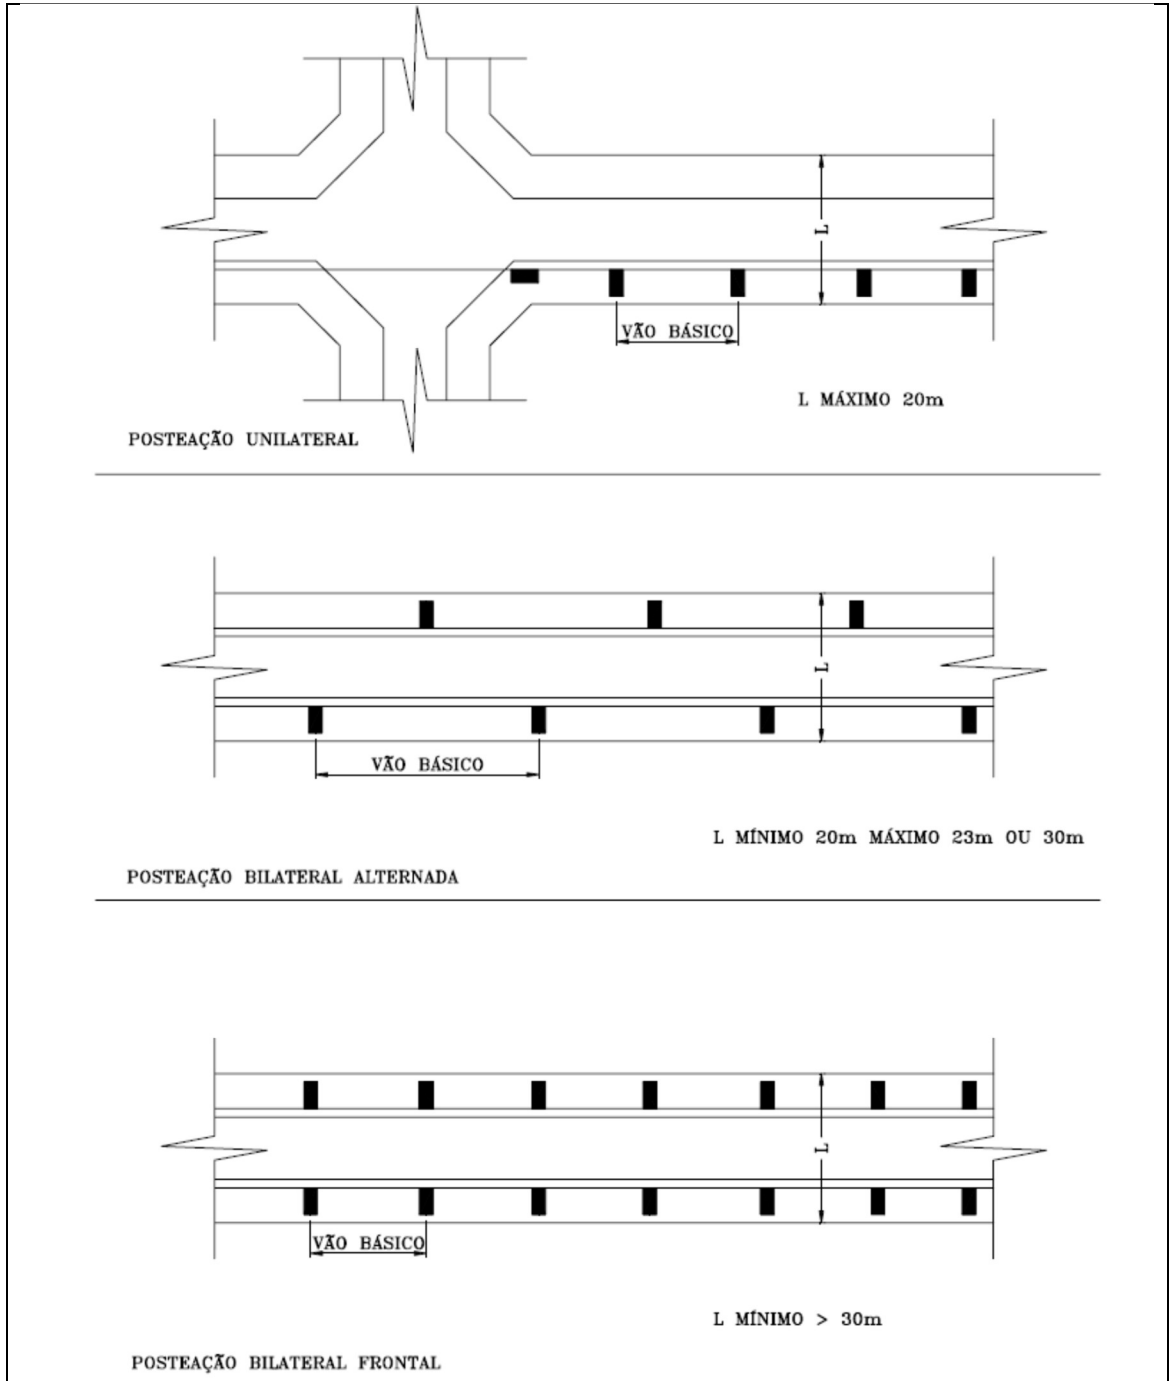 L
VÃO BÁSICO
L MÁXIMO 20m
POSTEAÇÃO UNILATERAL
L
VÃO BÁSICO
L MÍNIMO 20m MÁXIMO 23m OU 30m
POSTEAÇÃO BILATERAL ALTERNADA
L
VÃO BÁSICO
L MÍNIMO > 30m
POSTEAÇÃO BILATERAL FRONTAL